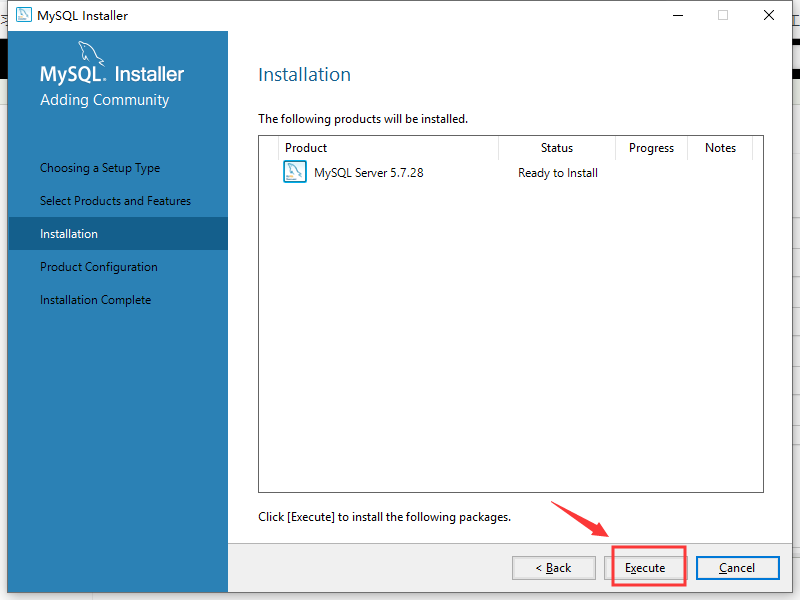 MySQL Installer
MySQL. Installer
Adding Community
Choosing a Setup Type
Select Products and Features
Installation
Product Configuration
Installation Complete
Installation
The following products will be installed.
Product Status Progress Notes
MySQL Server 5.7.28 Ready to Install
Click [Execute] to install the following packages.
< Back Execute Cancel